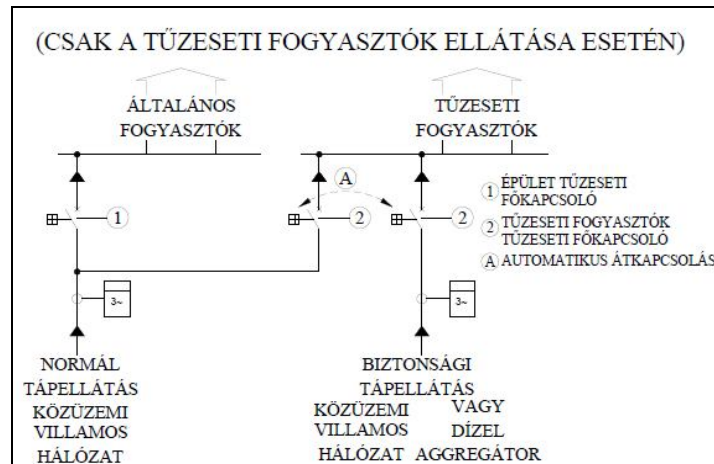 (CSAK A TŰZESETI FOGYASZTÓK ELLÁTÁSA ESETÉN)
ÁLTALÁNOS
FOGYASZTÓK
TŰZESETI
FOGYASZTÓK
A
1
2
2
1 ÉPÜLET TŰZESETI
FŐKAPCSOLÓ
2 TŰZESETI FOGYASZTÓK
TŰZESETI FŐKAPCSOLÓ
A AUTOMATIKUS ÁTKAPCSOLÁS
3~
3~
NORMÁL
TÁPELLÁTÁS
KÖZÜZEMI
VILLAMOS
HÁLÓZAT
BIZTONSÁGI
TÁPELLÁTÁS
KÖZÜZEMI
VILLAMOS
HÁLÓZAT
VAGY
DÍZEL
AGGREGÁTOR